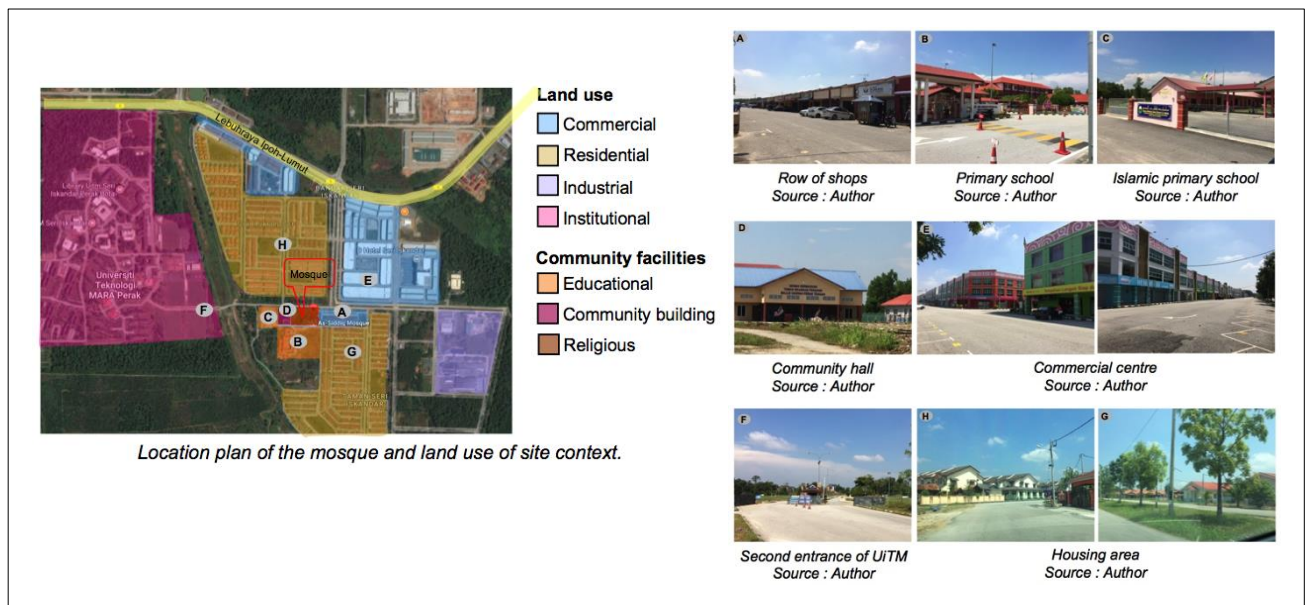 Lebuhraya Ipoh-Lumut
Universiti
Teknologi
MARA Perak
Mosque
As-Siddiq Mosque
H
E
F
D
C
A
B
G
Land use
Commercial
Residential
Industrial
Institutional
Community facilities
Educational
Community building
Religious
Location plan of the mosque and land use of site context.
A
B
C
Row of shops
Source : Author
Primary school
Source : Author
Islamic primary school
Source : Author
D
E
Community hall
Source : Author
Commercial centre
Source : Author
F
H
G
Second entrance of UiTM
Source : Author
Housing area
Source : Author